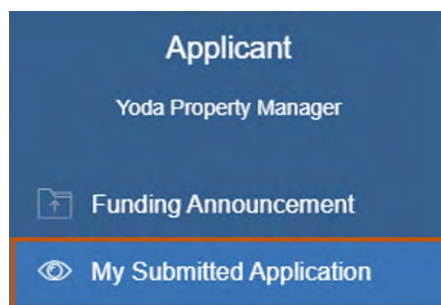 Applicant
Yoda Property Manager
Funding Announcement
My Submitted Application